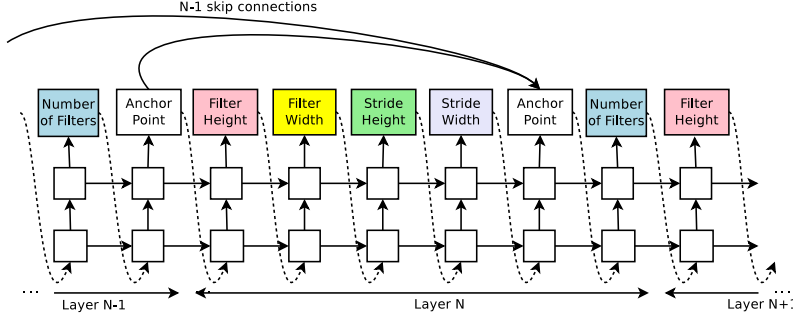 N-1 skip connections
Number
of Filters
Anchor
Point
Filter
Height
Filter
Width
Stride
Height
Stride
Width
Anchor
Point
Number
of Filters
Filter
Height
...
Layer N-1
...
Layer N
Layer N+1
...